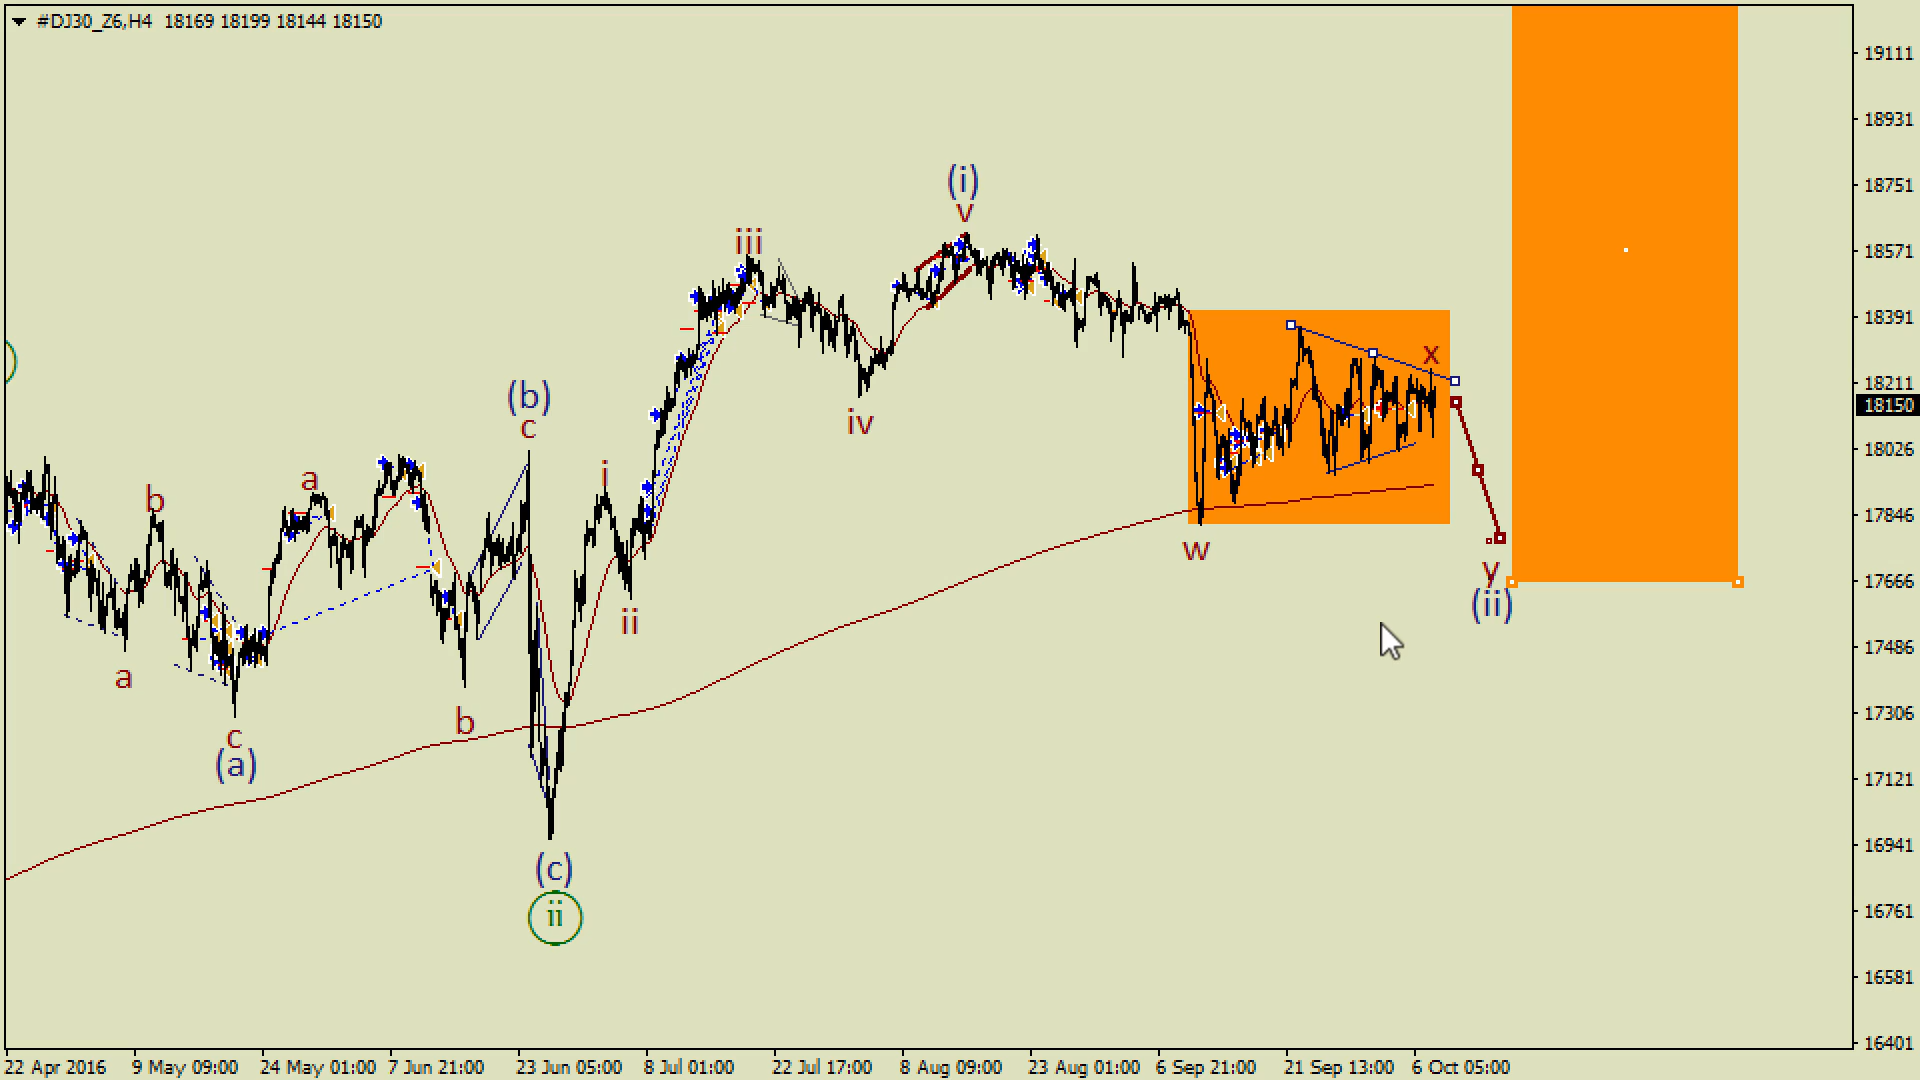 #DJ30_Z6,H4 18169 18199 14144 18150
19111
18931
18751
18571
18391
18211
18150
18026
17846
17666
17486
17306
17121
16941
16761
16581
16401
(i)
v
iii
iv
x
(b)
c
i
a
b
ii
w
y
(ii)
a
b
c
(a)
(c)
ii
22 Apr 2016 9 May 09:00 24 May 01:00 7 Jun 21:00 23 Jun 05:00 8 Jul 01:00 22 Jul 17:00 8 Aug 09:00 23 Aug 01:00 6 Sep 21:00 21 Sep 13:00 6 Oct 05:00